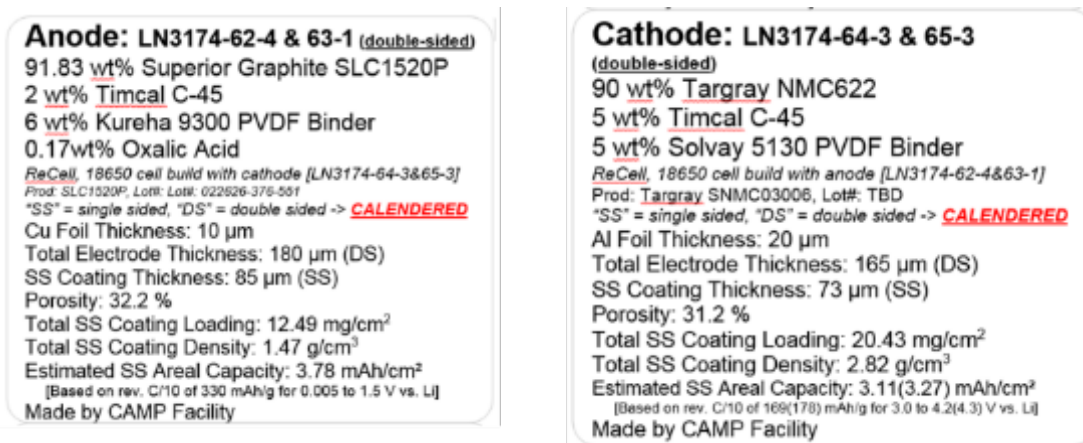 Anode: LN3174-62-4 & 63-1 (double-sided)
91.83 wt% Superior Graphite SLC1520P
2 wt% Timcal C-45
6 wt% Kureha 9300 PVDF Binder
0.17wt% Oxalic Acid
ReCell, 18650 cell build with cathode [LN3174-64-3&65-3]
Prod: SLC1520P, Lot#: Lot#: 022626-376-551
"SS" = single sided, "DS" = double sided -> CALENDERED
Cu Foil Thickness: 10 µm
Total Electrode Thickness: 180 µm (DS)
SS Coating Thickness: 85 µm (SS)
Porosity: 32.2 %
Total SS Coating Loading: 12.49 mg/cm²
Total SS Coating Density: 1.47 g/cm³
Estimated SS Areal Capacity: 3.78 mAh/cm²
[Based on rev. C/10 of 330 mAh/g for 0.005 to 1.5 V vs. Li]
Made by CAMP Facility
Cathode: LN3174-64-3 & 65-3
(double-sided)
90 wt% Targray NMC622
5 wt% Timcal C-45
5 wt% Solvay 5130 PVDF Binder
ReCell, 18650 cell build with anode [LN3174-62-4&63-1]
Prod: Targray SNMC03006, Lot#: TBD
"SS" = single sided, "DS" = double sided -> CALENDERED
Al Foil Thickness: 20 µm
Total Electrode Thickness: 165 µm (DS)
SS Coating Thickness: 73 µm (SS)
Porosity: 31.2 %
Total SS Coating Loading: 20.43 mg/cm²
Total SS Coating Density: 2.82 g/cm³
Estimated SS Areal Capacity: 3.11(3.27) mAh/cm²
[Based on rev. C/10 of 169(178) mAh/g for 3.0 to 4.2(4.3) V vs. Li]
Made by CAMP Facility